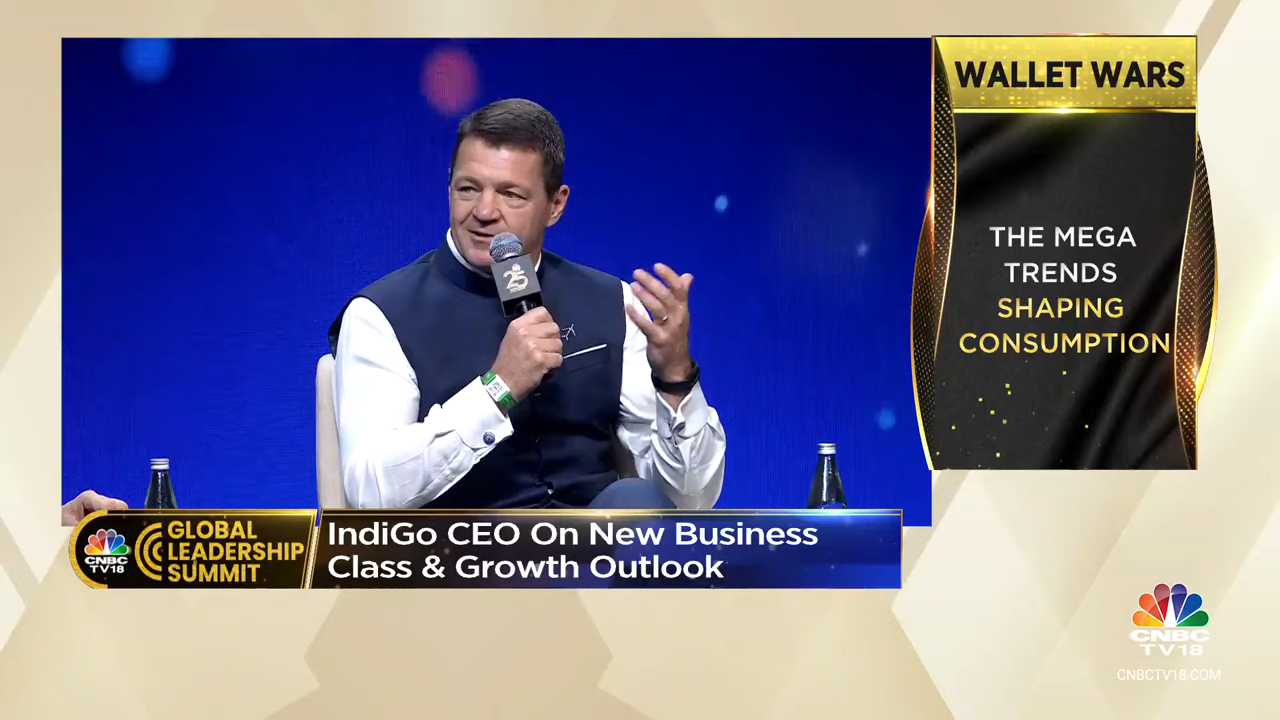 WALLET WARS
THE MEGA
TRENDS
SHAPING
CONSUMPTION
25
CNBC
TV18
GLOBAL
LEADERSHIP
SUMMIT
IndiGo CEO On New Business
Class & Growth Outlook
CNBC
TV18
CNBCTV18.COM